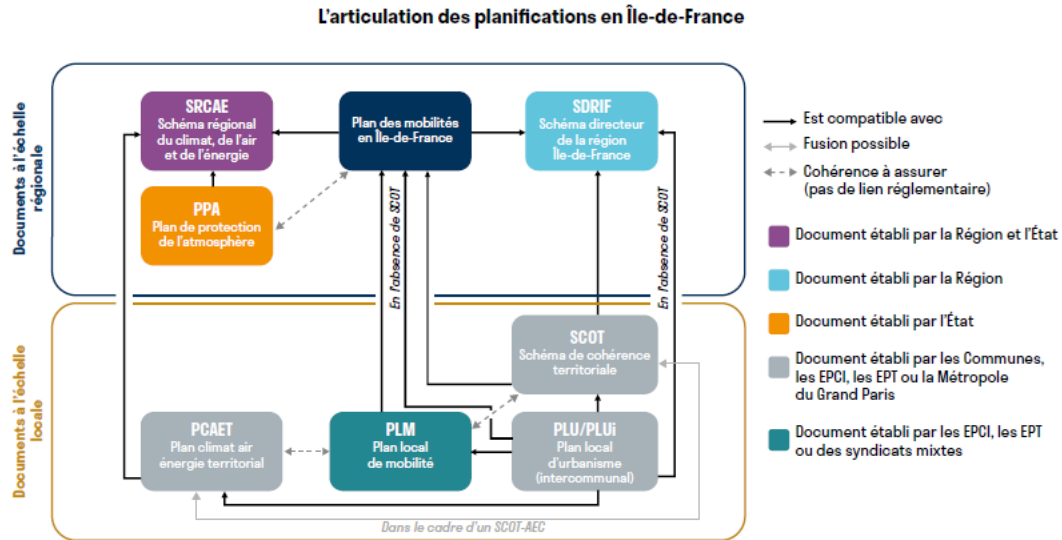 L'articulation des planifications en Île-de-France
Documents à l'échelle
régionale
SRCAE
Schéma régional
du climat, de l'air
et de l'énergie
Plan des mobilités
en Île-de-France
SDRIF
Schéma directeur
de la région
Île-de-France
PPA
Plan de protection
de l'atmosphère
En l'absence de SCOT
En l'absence de SCOT
Documents à l'échelle
locale
SCOT
Schéma de cohérence
territoriale
PCAET
Plan climat air
énergie territorial
PLM
Plan local
de mobilité
PLU/PLUi
Plan local
d'urbanisme
(intercommunal)
Dans le cadre d'un SCOT-AEC
Est compatible avec
Fusion possible
Cohérence à assurer
(pas de lien réglementaire)
Document établi par la Région et l'État
Document établi par la Région
Document établi par l'État
Document établi par les Communes,
les EPCI, les EPT ou la Métropole
du Grand Paris
Document établi par les EPCI, les EPT
ou des syndicats mixtes